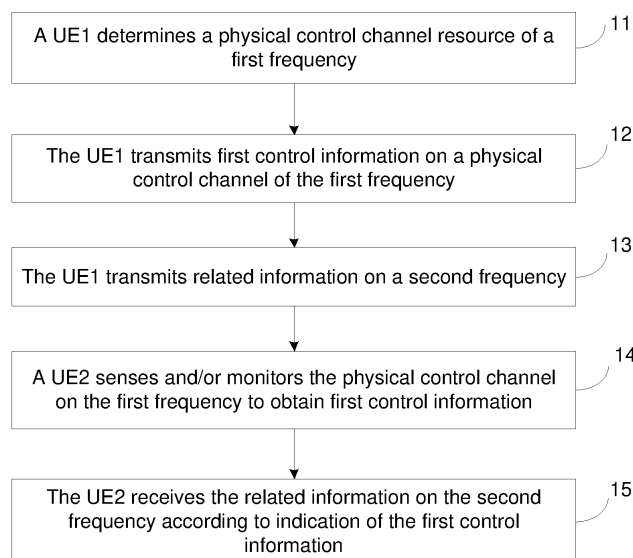 A UE1 determines a physical control channel resource of a
first frequency
11
The UE1 transmits first control information on a physical
control channel of the first frequency
12
The UE1 transmits related information on a second frequency
13
A UE2 senses and/or monitors the physical control channel
on the first frequency to obtain first control information
14
The UE2 receives the related information on the second
frequency according to indication of the first control
information
15